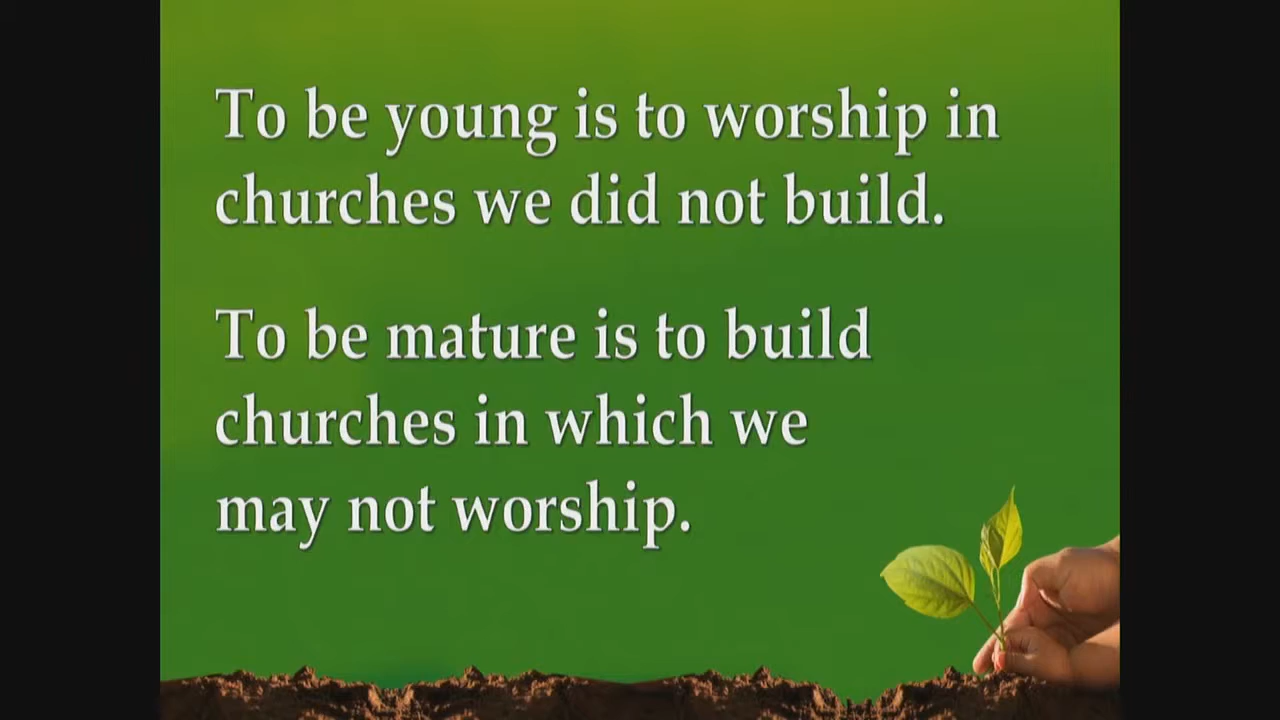 To be young is to worship in
churches we did not build.
To be mature is to build
churches in which we
may not worship.